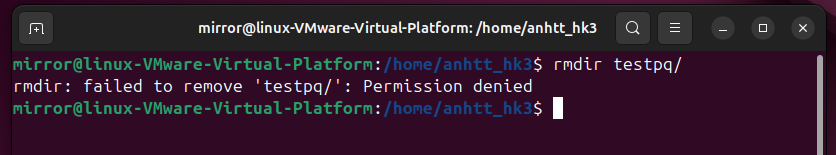 mirror@linux-VMware-Virtual-Platform: /home/anhtt_hk3
mirror@linux-VMware-Virtual-Platform:/home/anhtt_hk3$ rmdir testpq/
rmdir: failed to remove 'testpq/': Permission denied
mirror@linux-VMware-Virtual-Platform:/home/anhtt_hk3$